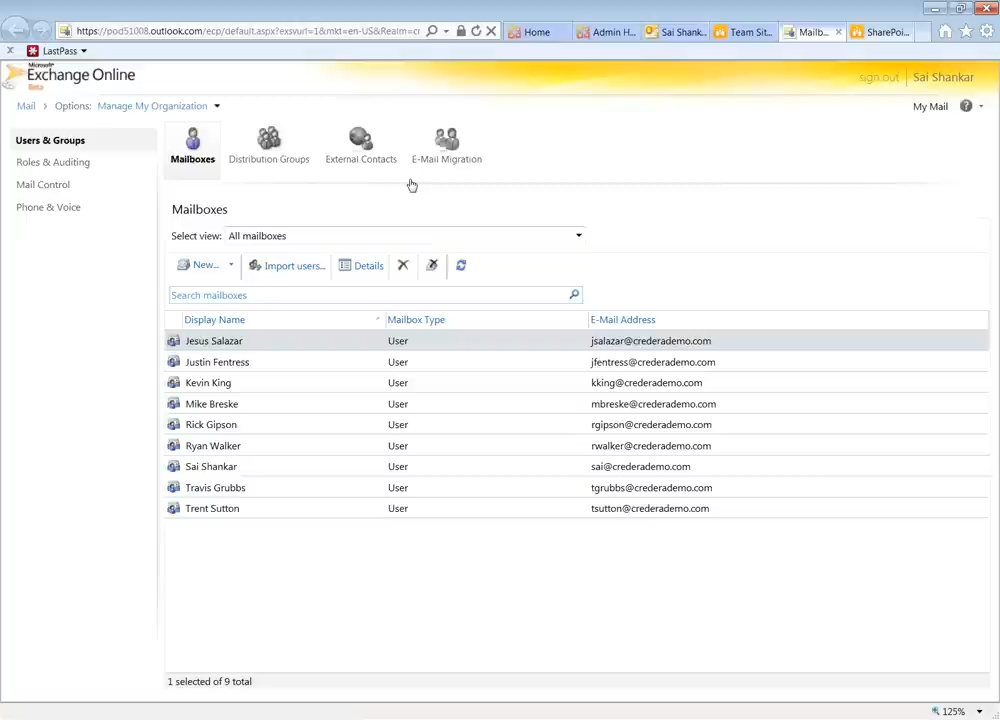 https://pod51008.outlook.com/ecp/default.aspx?exsvurl=1&mkt=en-US&Realm=cr
Home
Admin H...
Sai Shank...
Team Sit...
Mailb...
SharePoi...
LastPass
Microsoft
Exchange Online
Beta
sign out
Sai Shankar
Mail
Options: Manage My Organization
My Mail
Users & Groups
Roles & Auditing
Mail Control
Phone & Voice
Mailboxes
Distribution Groups
External Contacts
E-Mail Migration
Mailboxes
Select view: All mailboxes
New...
Import users...
Details
Search mailboxes
Display Name Mailbox Type E-Mail Address
Jesus Salazar User jsalazar@crederademo.com
Justin Fentress User jfentress@crederademo.com
Kevin King User kking@crederademo.com
Mike Breske User mbreske@crederademo.com
Rick Gipson User rgipson@crederademo.com
Ryan Walker User rwalker@crederademo.com
Sai Shankar User sai@crederademo.com
Travis Grubbs User tgrubbs@crederademo.com
Trent Sutton User tsutton@crederademo.com
1 selected of 9 total
125%